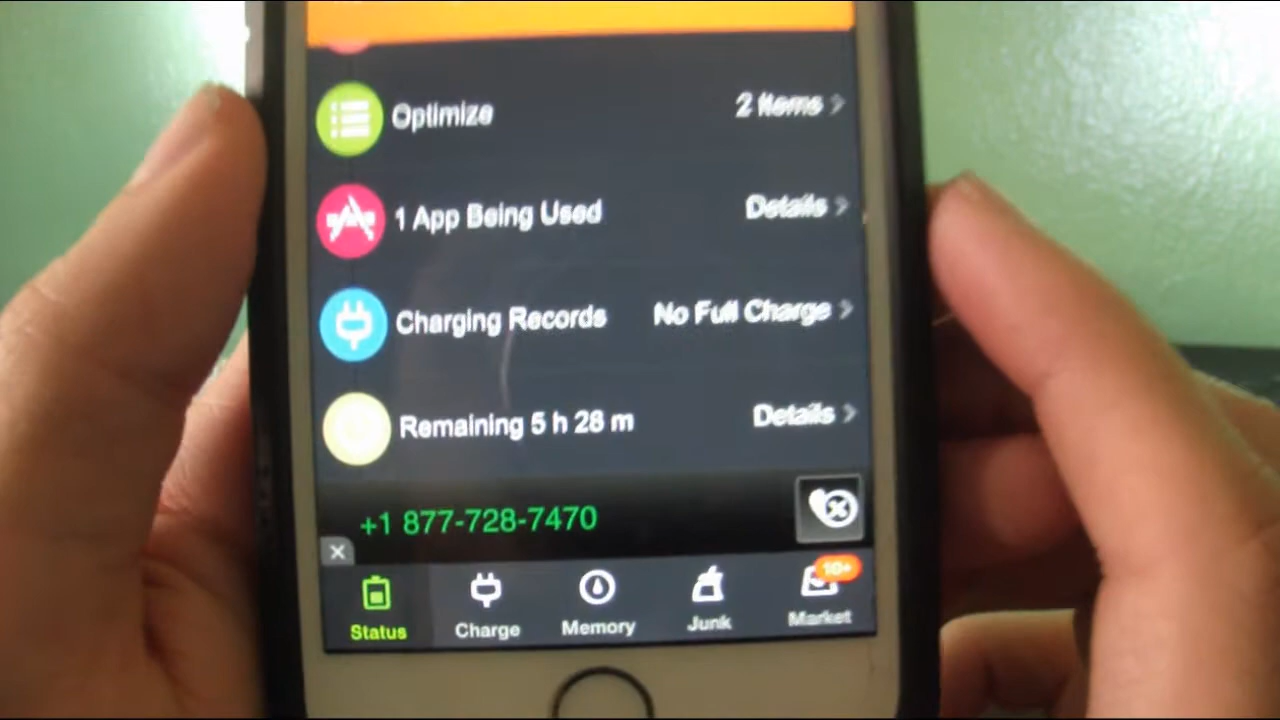 Optimize 2 items
1 App Being Used Details
Charging Records No Full Charge
Remaining 5 h 28 m Details
+1 877-728-7470
10+
Status Charge Memory Junk Market